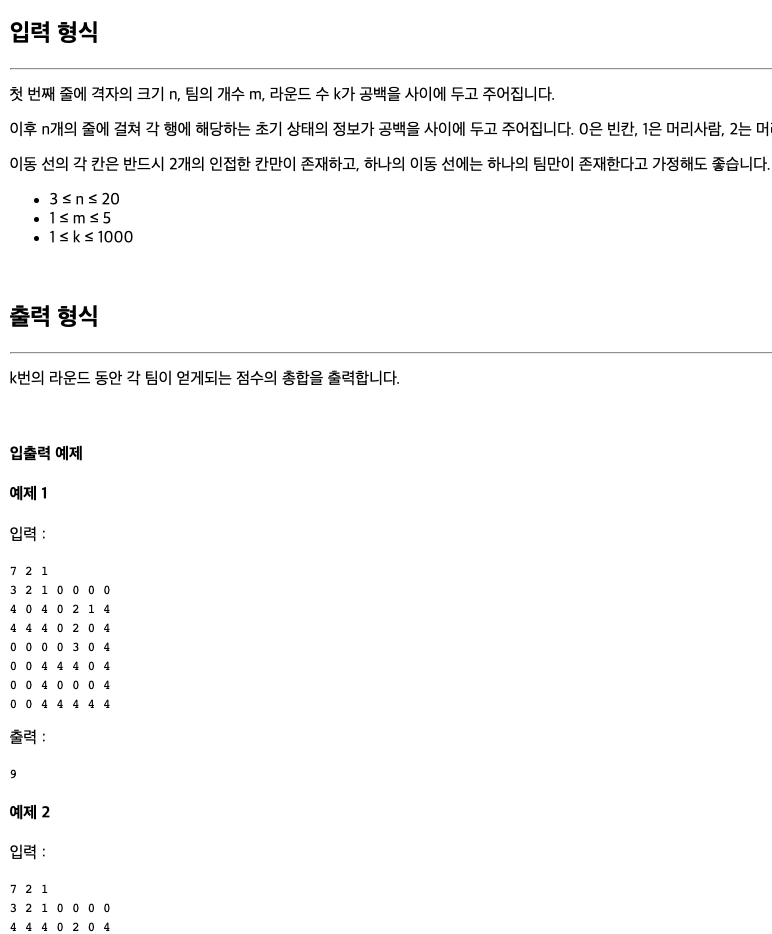 입력 형식
첫 번째 줄에 격자의 크기 n, 팀의 개수 m, 라운드 수 k가 공백을 사이에 두고 주어집니다.
이후 n개의 줄에 걸쳐 각 행에 해당하는 초기 상태의 정보가 공백을 사이에 두고 주어집니다. 0은 빈칸, 1은 머리사람, 2는
이동 선의 각 칸은 반드시 2개의 인접한 칸만이 존재하고, 하나의 이동 선에는 하나의 팀만이 존재한다고 가정해도 좋습니다.
• 3 ≤ n ≤ 20
• 1 ≤ m ≤ 5
• 1 ≤ k ≤ 1000
출력 형식
k번의 라운드 동안 각 팀이 얻게되는 점수의 총합을 출력합니다.
입출력 예제
예제 1
입력 :
7 2 1
3 2 1 0 0 0 0
4 0 4 0 2 1 4
4 4 4 0 2 0 4
0 0 0 0 3 0 4
0 0 4 4 4 0 4
0 0 4 0 0 0 4
0 0 4 4 4 4 4
출력 :
9
예제 2
입력 :
7 2 1
3 2 1 0 0 0 0
4 4 4 0 2 0 4